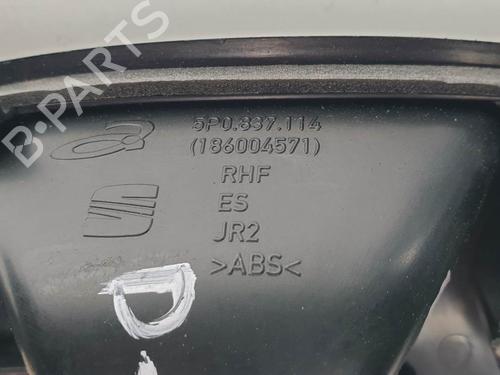 5P0.837.114
(186004571)
RHF
ES
JR2
>ABS<
D
B-PARTS